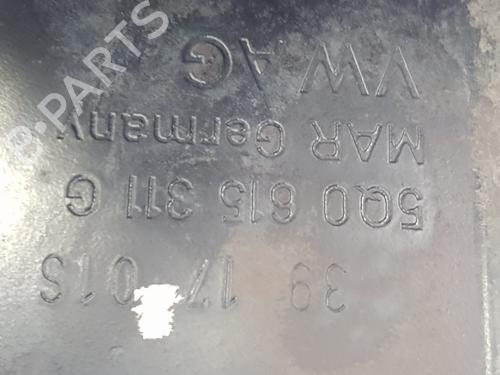 VW AG
MAR Germany
5Q0 615 311 G
39 17 01S
B-PARTS